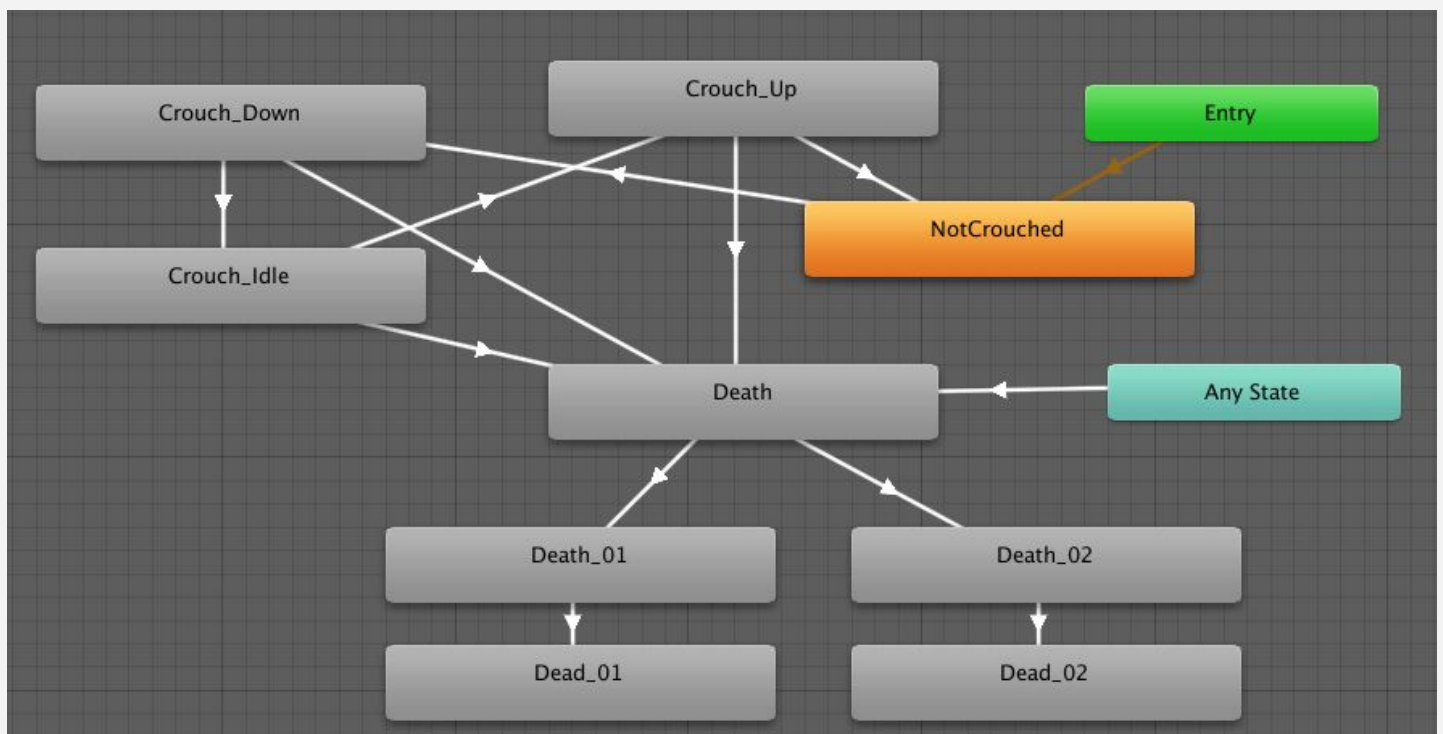 Crouch_Up
Crouch_Down
Entry
NotCrouched
Crouch_Idle
Death
Any State
Death_01
Death_02
Dead_01
Dead_02